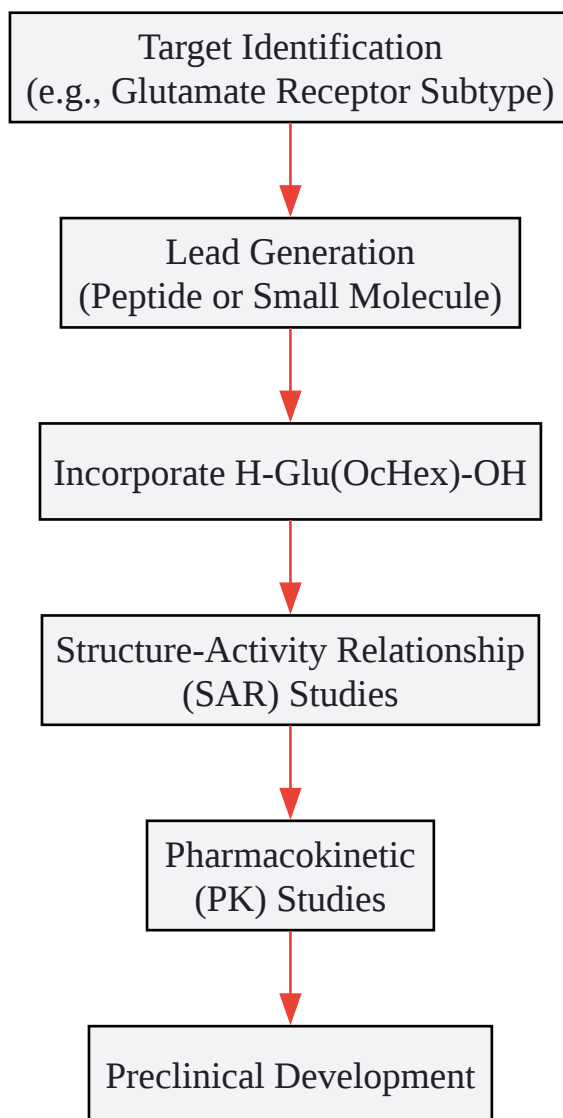 Target Identification
(e.g., Glutamate Receptor Subtype)
Lead Generation
(Peptide or Small Molecule)
Incorporate H-Glu(OcHex)-OH
Structure-Activity Relationship
(SAR) Studies
Pharmacokinetic
(PK) Studies
Preclinical Development